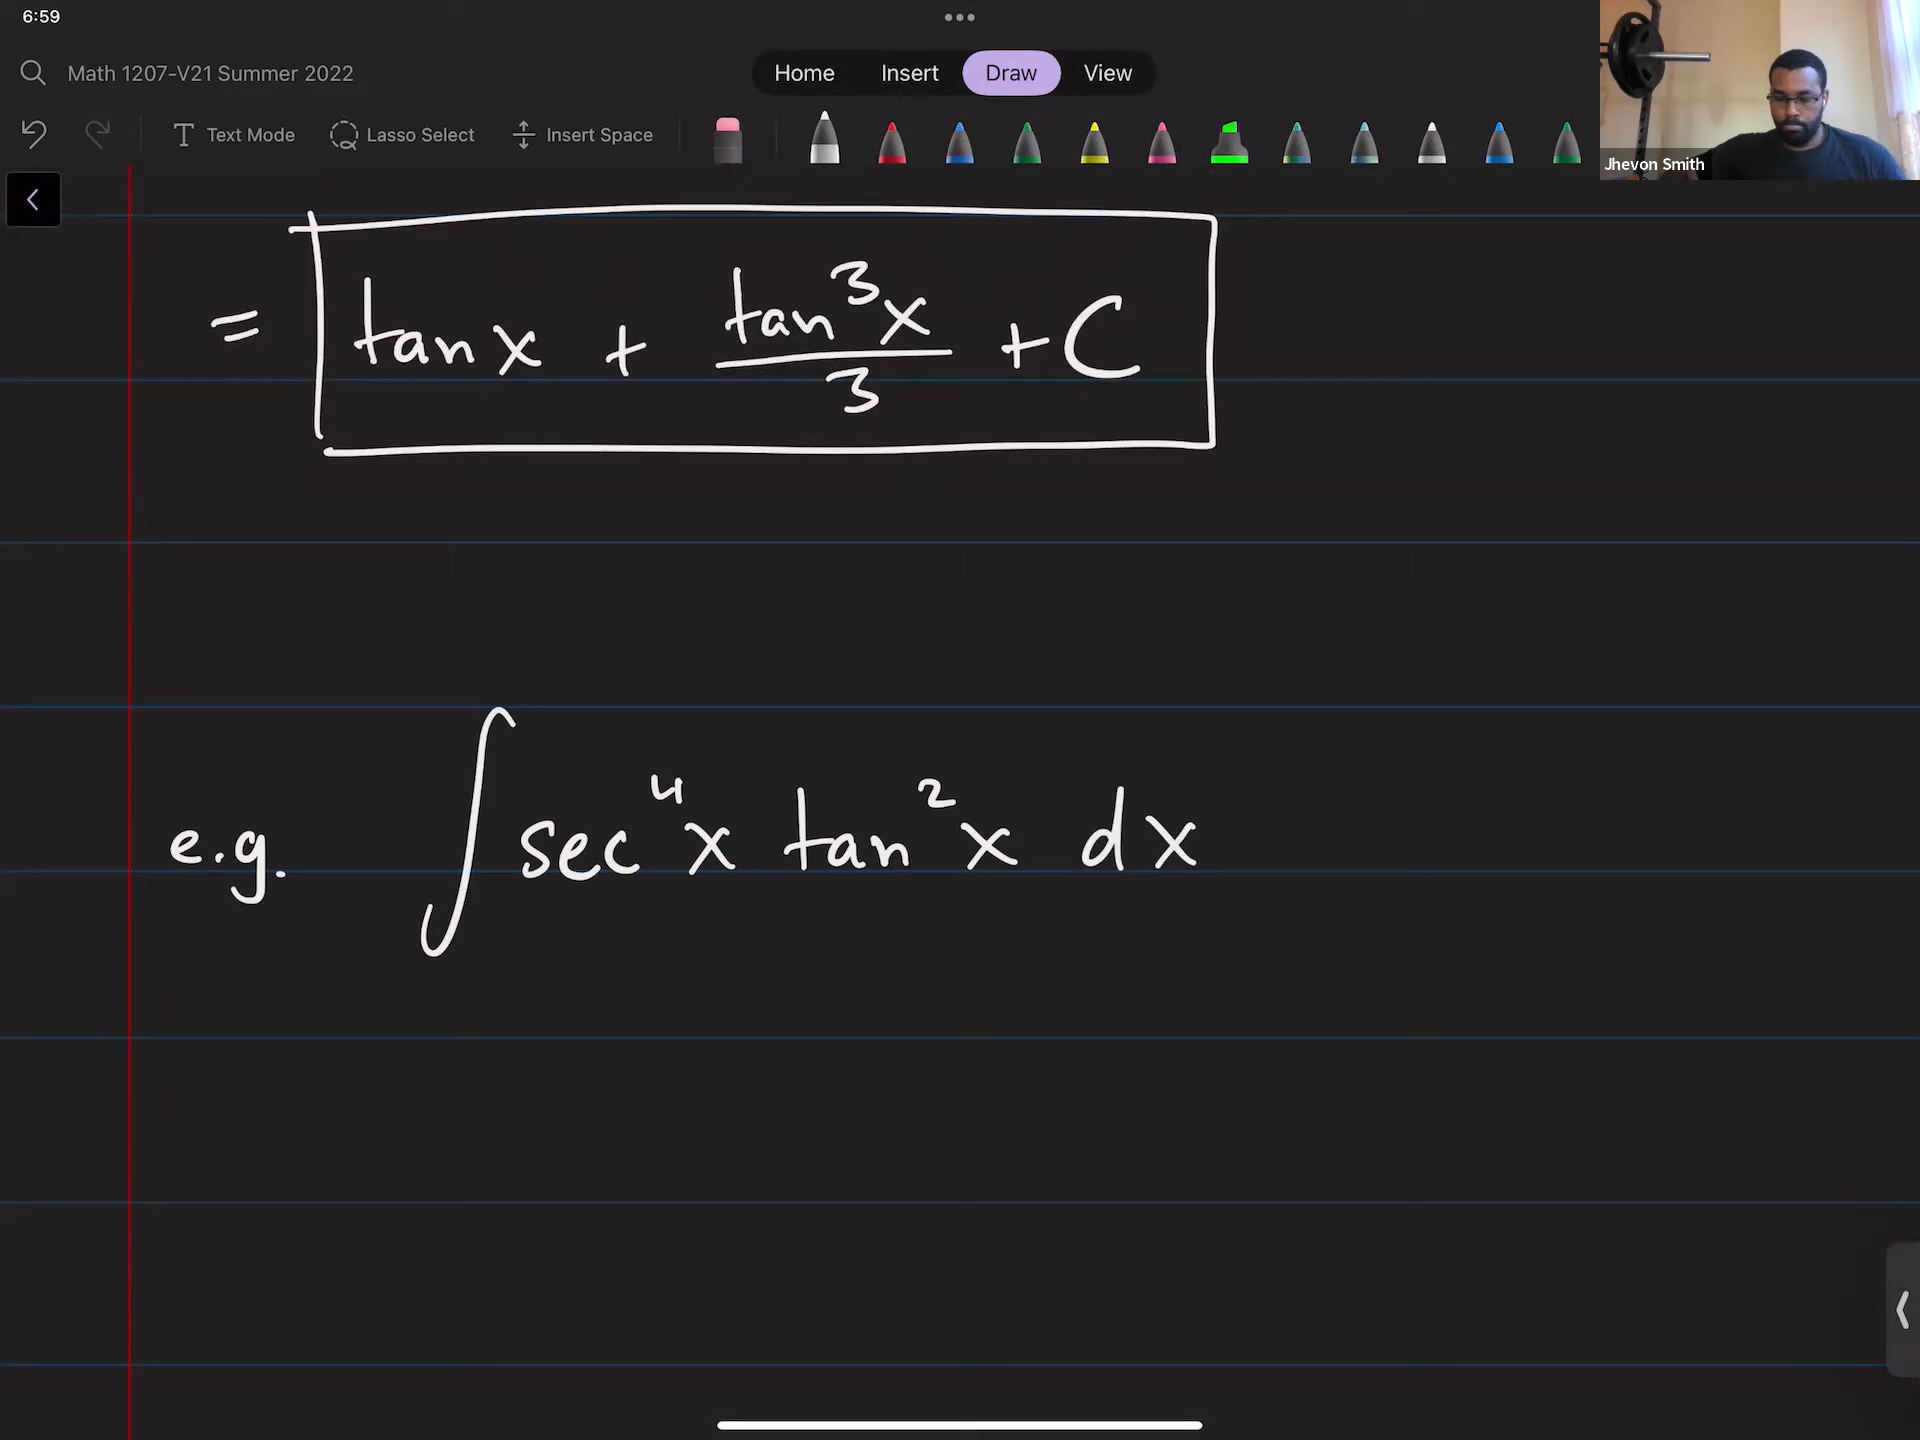 6:59
Math 1207-V21 Summer 2022
Home Insert Draw View
Text Mode Lasso Select Insert Space
Jhevon Smith
= tan x + tan³x / 3 + C
e.g. ∫ sec⁴x tan²x dx